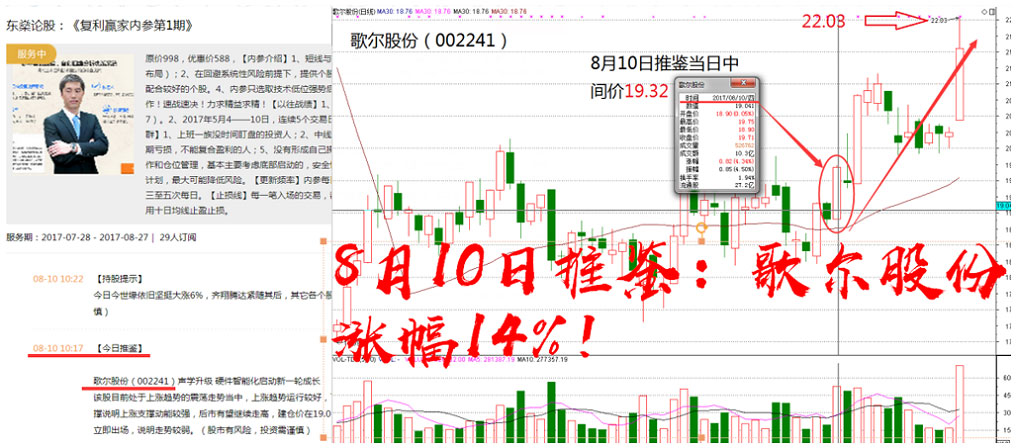 东燊论股：《复利赢家内参第1期》
服务中
原价998，优惠价588，【内参介绍】1、短线与
布局）；2、在回避系统性风险前提下，提供个股
配合较好的个股。4、内参只选取技术低位强势启
作！速战速决！力求精益求精！【以往战绩】1、
7）。2、2017年5月4——10日，连续5个交易日
群】1、上班一族没时间盯盘的投资人；2、中线
期亏损，不能复合盈利的人；5、没有形成自己操
作和仓位管理，基本主要考虑底部启动的，安全
计划，最大可能降低风险。【更新频率】内参每
三至五次每日。【止损线】每一笔入场的交易，
用十日均线止盈止损。
服务期：2017-07-28 - 2017-08-27 | 29人订阅
08-10 10:22 【持股提示】
今日今世缘依旧坚挺大涨6%，齐翔腾达紧随其后，其它各个股
慎）
08-10 10:17 【今日推鉴】
歌尔股份（002241）声学升级 硬件智能化启动新一轮成长
该股目前处于上涨趋势的震荡走势当中，上涨趋势运行较好，
撑说明上涨支撑动能较强，后市有望继续走高，建仓价在19.0
立即出场，说明走势较弱。（股市有风险，投资需谨慎）
歌尔股份(日线) MA30: 18.76 MA30: 18.76 MA30: 18.76 MA30: 18.76
歌尔股份（002241）
22.03
22.03
8月10日推鉴当日中
间价19.32
歌尔股份
时间 2017/08/10/四
数值 19.041
开盘价 18.90(0.05%)
最高价 19.75
最低价 18.90
收盘价 19.71
成交量 526762
成交额 10.3亿
涨幅 0.82(4.34%)
振幅 0.85(4.50%)
换手率 1.94%
流通股 27.2亿
19.04
8月10日推鉴：歌尔股份
涨幅14%！
MA10: 277357.19
60
45
30
15